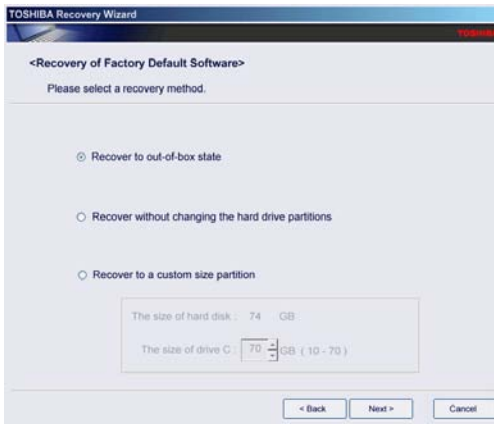 TOSHIBA Recovery Wizard
TOSHIBA
<Recovery of Factory Default Software>
Please select a recovery method.
Recover to out-of-box state
Recover without changing the hard drive partitions
Recover to a custom size partition
The size of hard disk : 74 GB
The size of drive C : 70 GB ( 10 - 70 )
< Back Next > Cancel